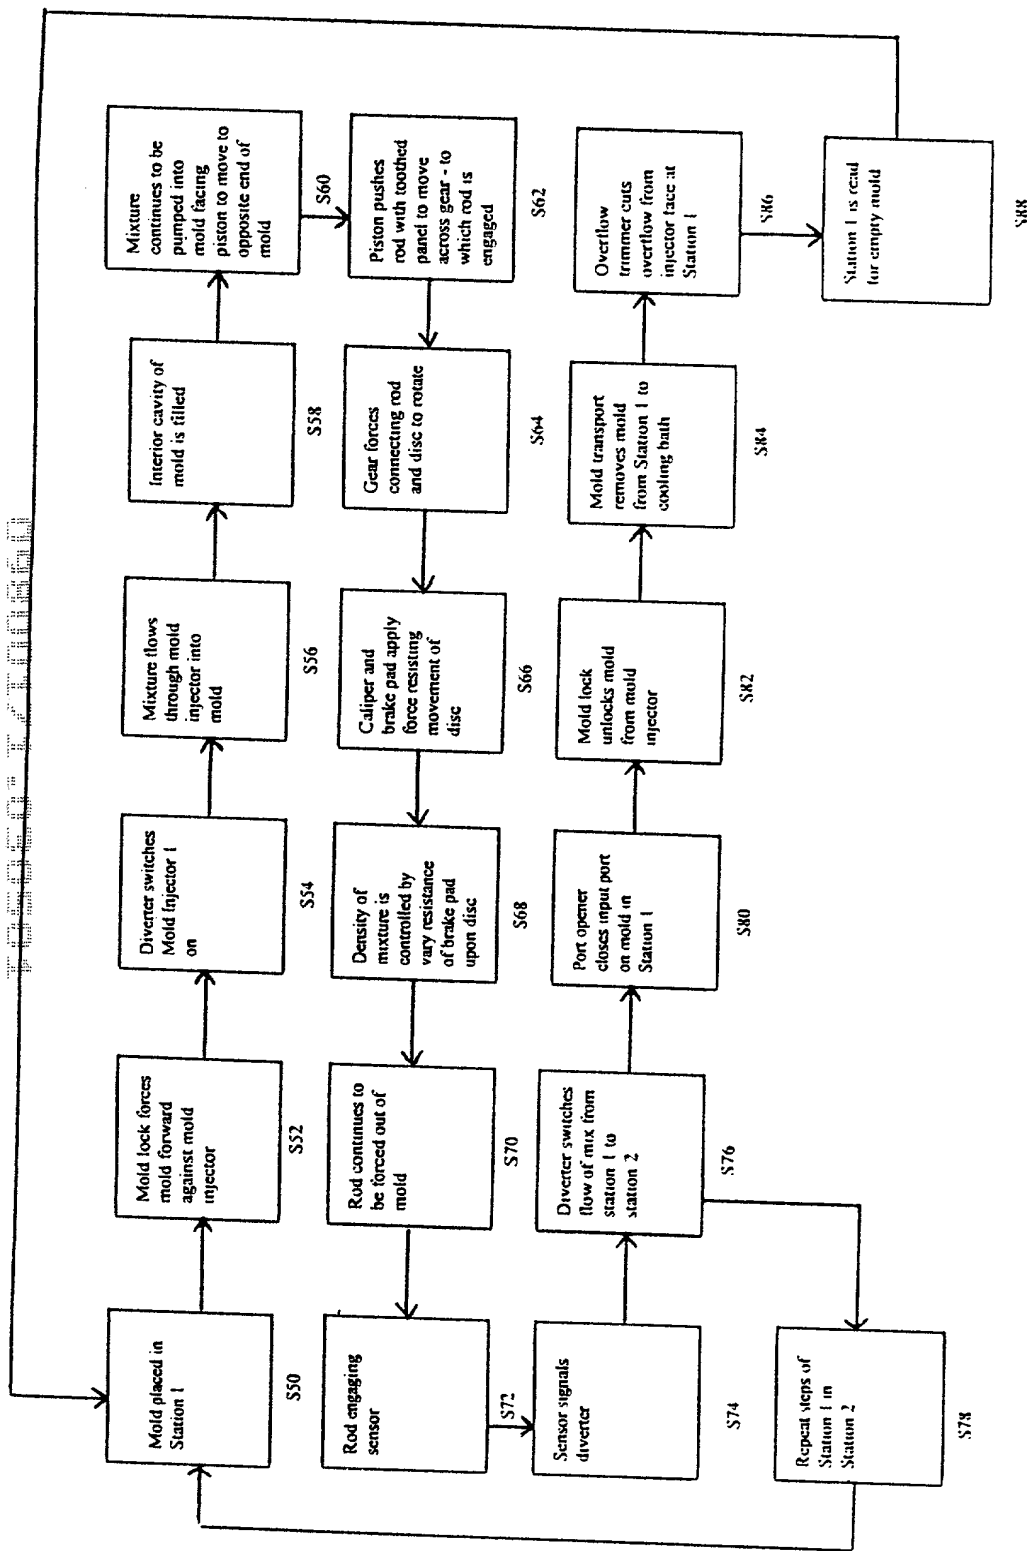 Mold placed in
Station 1
S50
Mold lock forces
mold forward
against mold
injector
S52
Diverter switches
Mold Injector 1
on
S54
Mixture flows
through mold
injector into
mold
S56
Interior cavity of
mold is filled
S58
Mixture
continues to be
pumped into
mold facing
piston to move to
opposite end of
mold
S60
Piston pushes
rod with toothed
panel to move
across gear - to
which rod is
engaged
S62
Gear forces
connecting rod
and disc to rotate
S64
Caliper and
brake pad apply
force resisting
movement of
disc
S66
Density of
mixture is
controlled by
vary resistance
of brake pad
upon disc
S68
Rod continues to
be forced out of
mold
S70
Rod engaging
sensor
S72
Sensor signals
diverter
S74
Diverter switches
flow of mix from
station 1 to
station 2
S76
Repeat steps of
Station 1 in
Station 2
S78
Port opener
closes input port
on mold in
Station 1
S80
Mold lock
unlocks mold
from mold
injector
S82
Mold transport
removes mold
from Station 1 to
cooling bath
S84
Overflow
trimmer cuts
overflow from
injector face at
Station 1
S86
Station 1 is read
for empty mold
S88